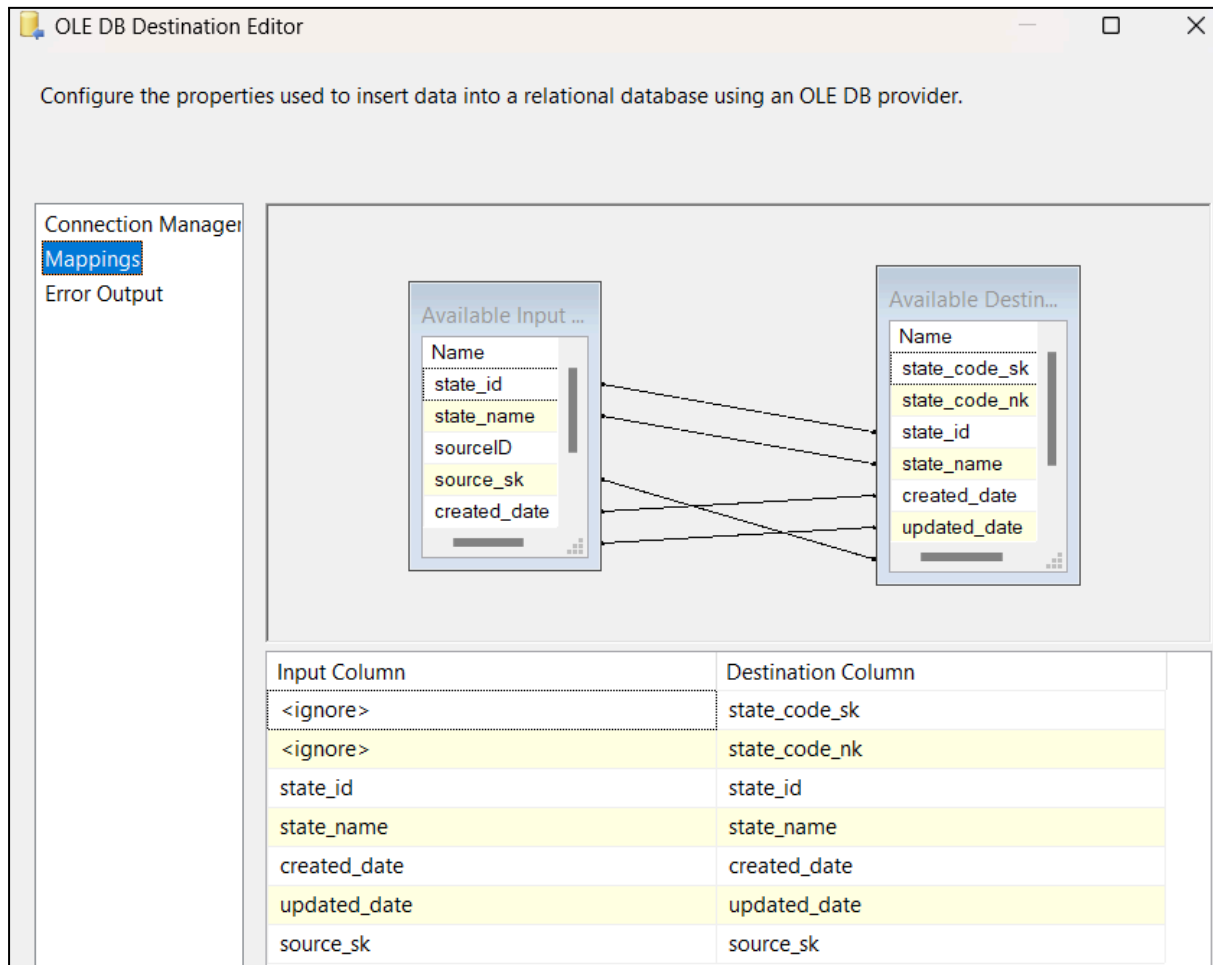 OLE DB Destination Editor
Configure the properties used to insert data into a relational database using an OLE DB provider.
Connection Manager
Mappings
Error Output
Available Input ...
Name
state_id
state_name
sourceID
source_sk
created_date
Available Destin...
Name
state_code_sk
state_code_nk
state_id
state_name
created_date
updated_date
Input Column Destination Column
<ignore> state_code_sk
<ignore> state_code_nk
state_id state_id
state_name state_name
created_date created_date
updated_date updated_date
source_sk source_sk